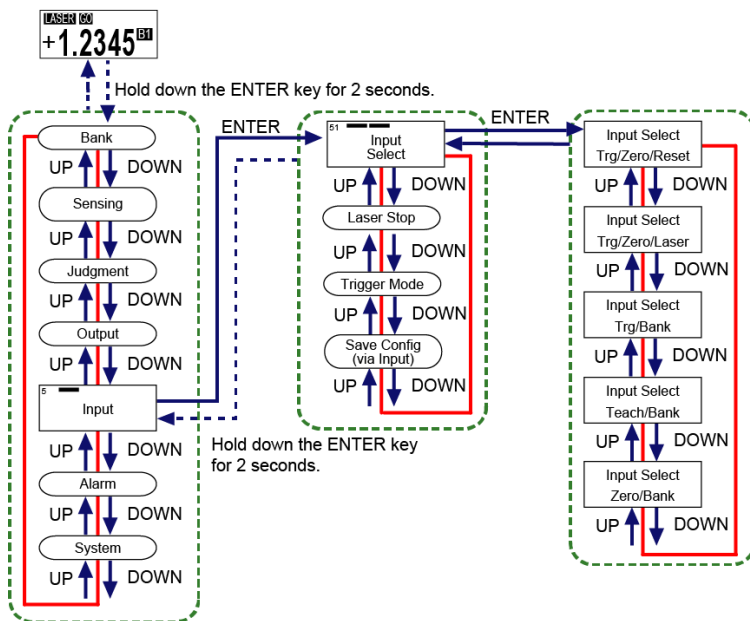 LASER GO
+1.2345 B1
Hold down the ENTER key for 2 seconds.
Bank
UP
DOWN
Sensing
UP
DOWN
Judgment
UP
DOWN
Output
UP
DOWN
5
Input
UP
DOWN
Alarm
UP
DOWN
System
UP
DOWN
ENTER
51
Input
Select
UP
DOWN
Laser Stop
UP
DOWN
Trigger Mode
UP
DOWN
Save Config
(via Input)
UP
DOWN
Hold down the ENTER key
for 2 seconds.
ENTER
Input Select
Trg/Zero/Reset
UP
DOWN
Input Select
Trg/Zero/Laser
UP
DOWN
Input Select
Trg/Bank
UP
DOWN
Input Select
Teach/Bank
UP
DOWN
Input Select
Zero/Bank
UP
DOWN